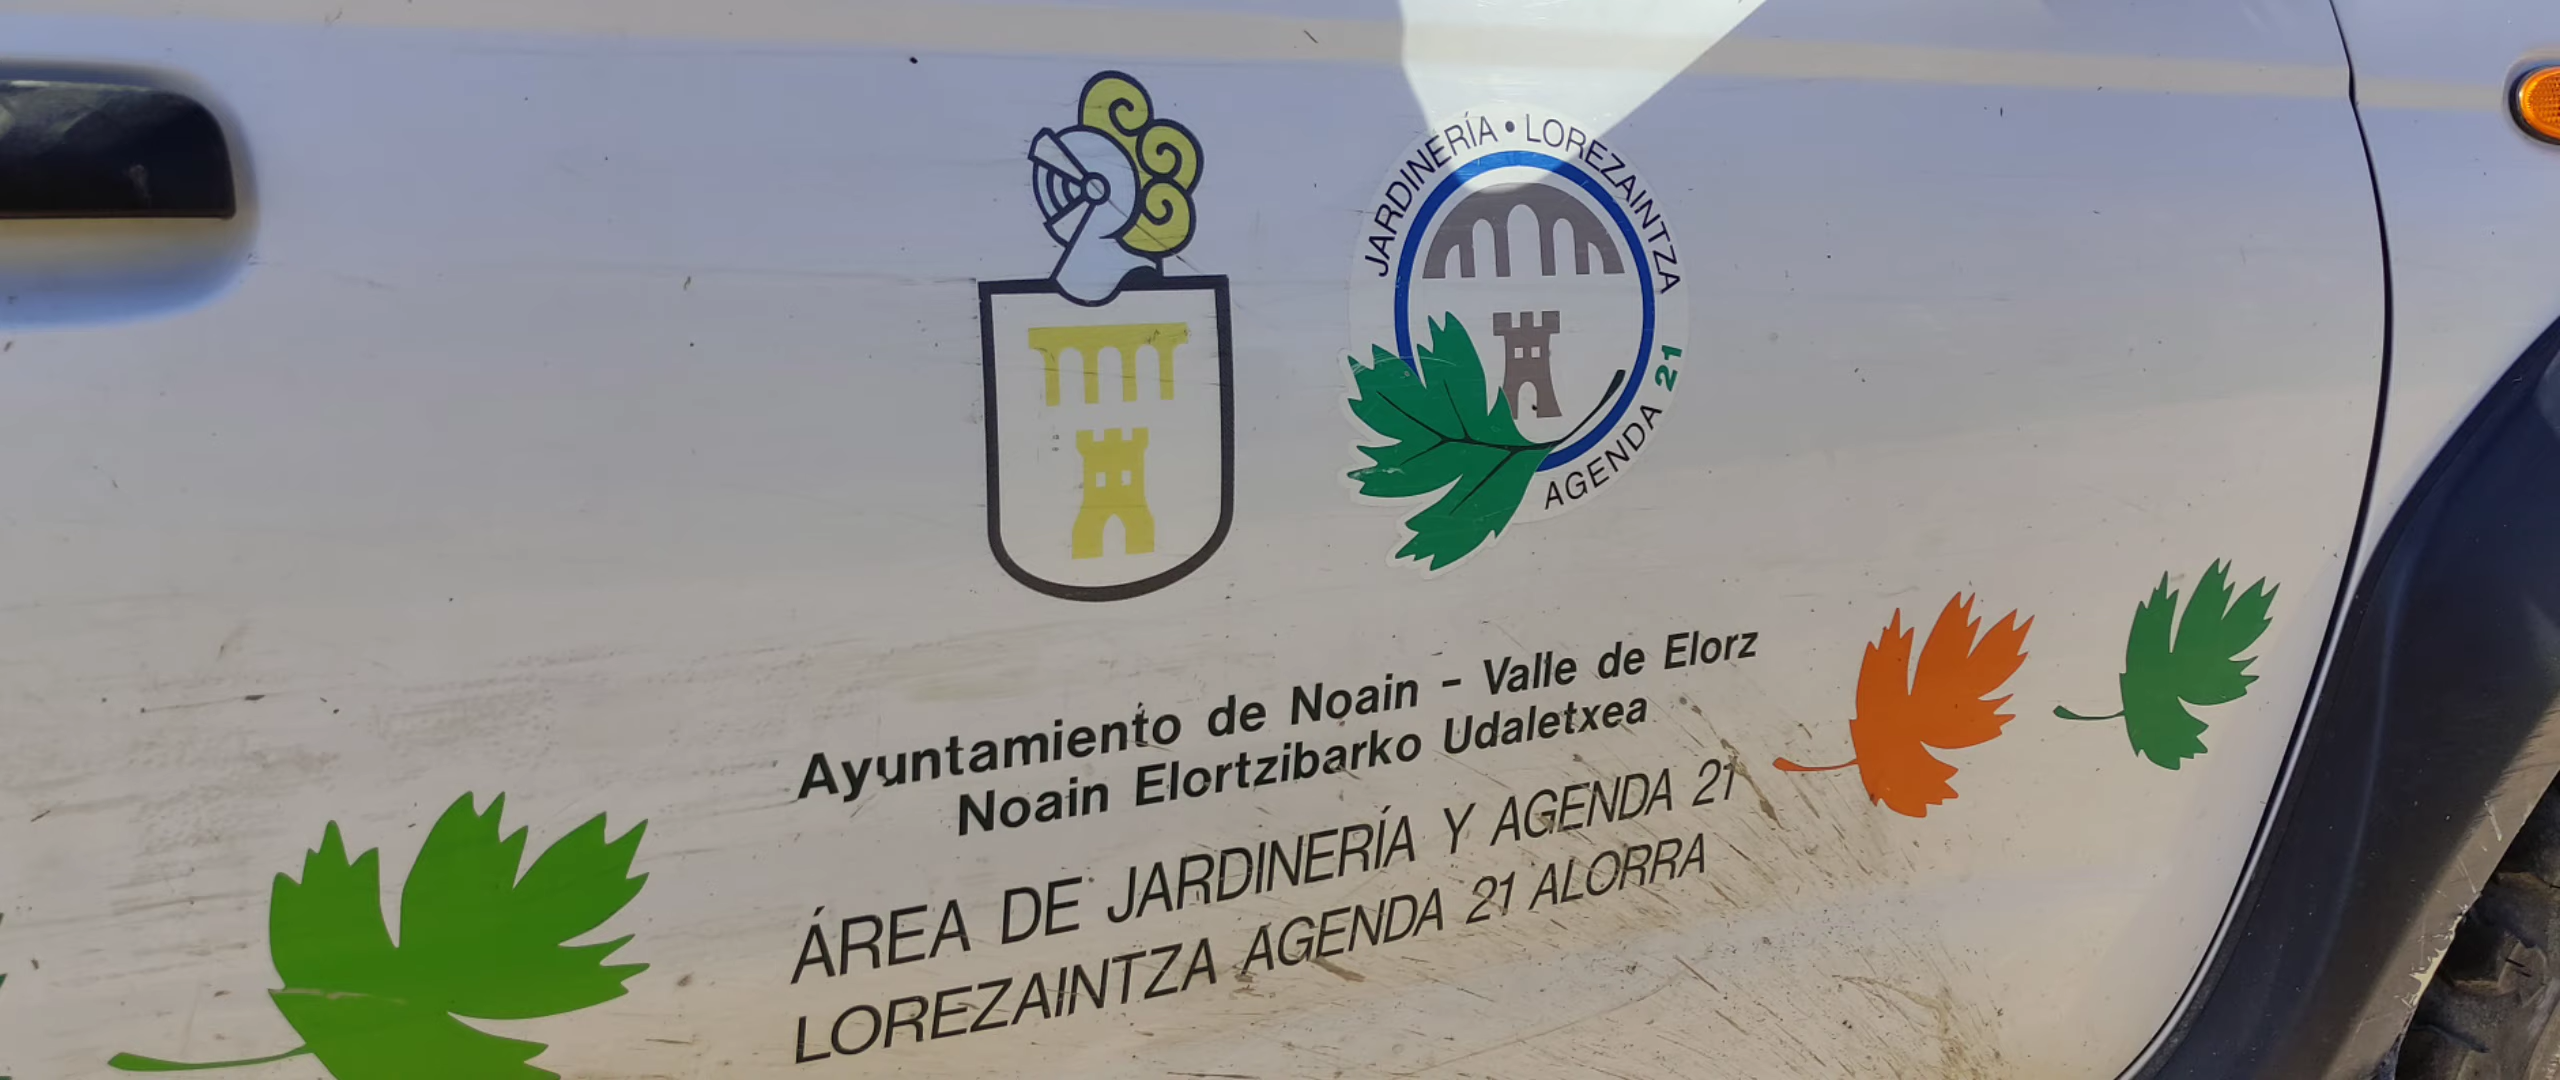 JARDINERÍA • LOREZAINTZA
AGENDA 21
Ayuntamiento de Noain - Valle de Elorz
Noain Elortzibarko Udaletxea
ÁREA DE JARDINERÍA Y AGENDA 21
LOREZAINTZA AGENDA 21 ALORRA